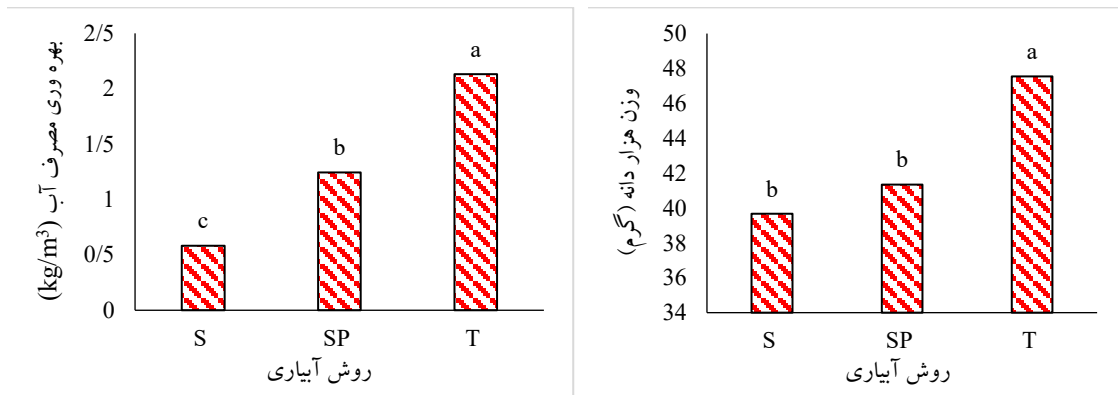 بهره وری مصرف آب (kg/m³)
2/5
2
1/5
1
0/5
0
c
b
a
S SP T
روش آبیاری
وزن هزار دانه (گرم)
50
48
46
44
42
40
38
36
34
b
b
a
S SP T
روش آبیاری